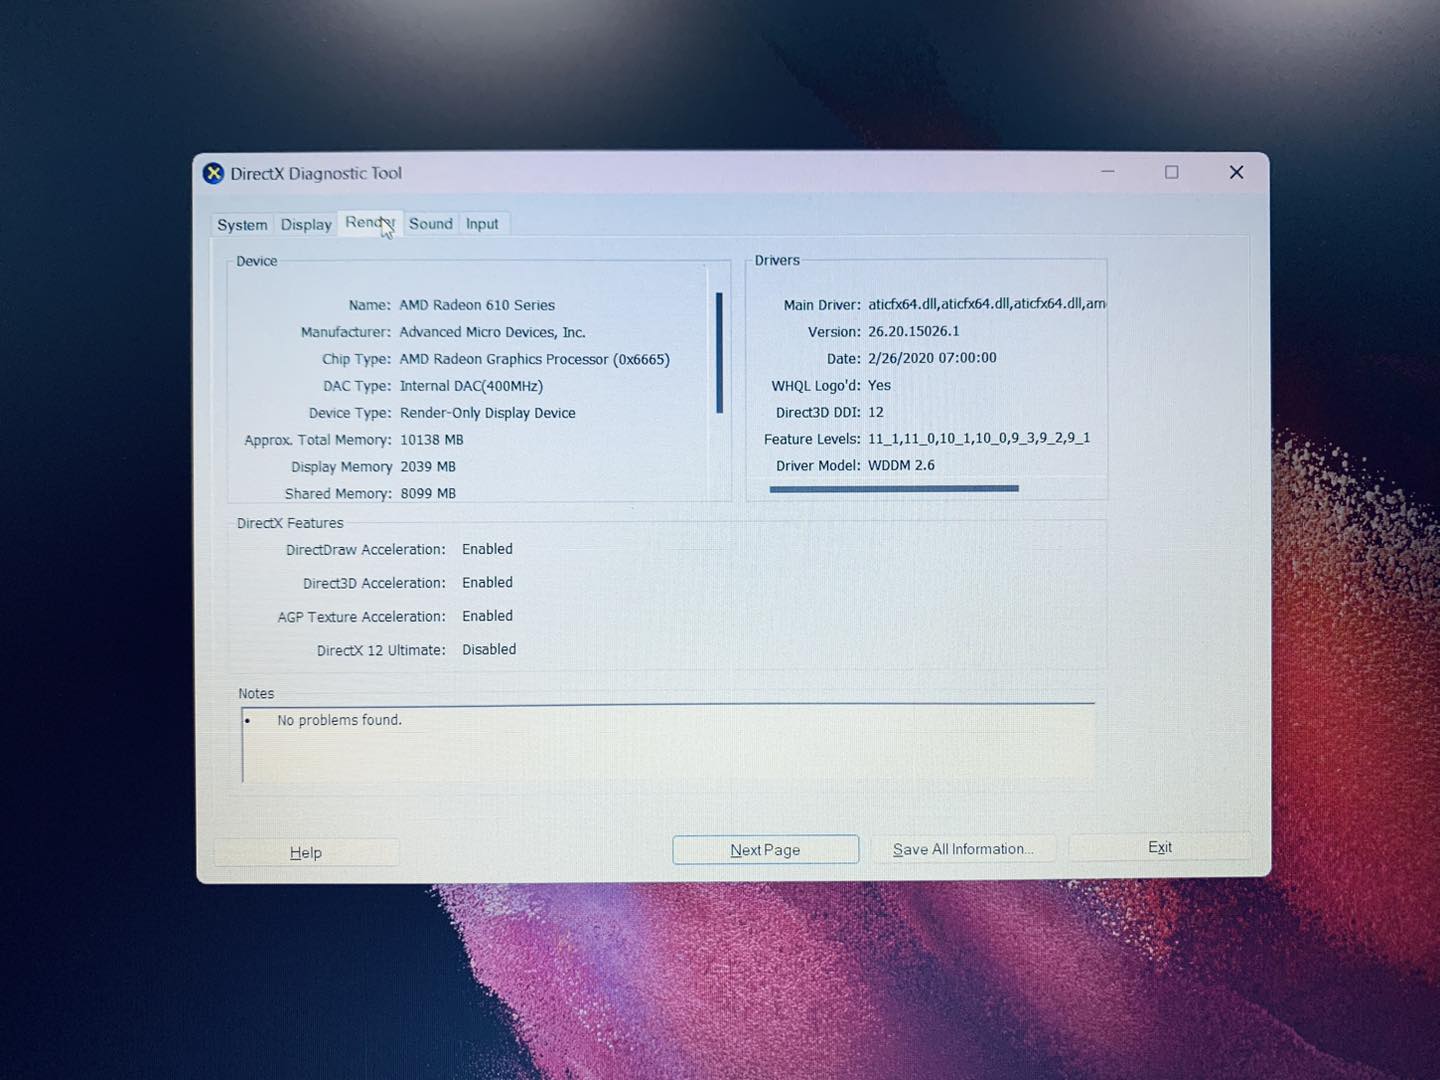 DirectX Diagnostic Tool
System Display Render Sound Input
Device
Name: AMD Radeon 610 Series
Manufacturer: Advanced Micro Devices, Inc.
Chip Type: AMD Radeon Graphics Processor (0x6665)
DAC Type: Internal DAC(400MHz)
Device Type: Render-Only Display Device
Approx. Total Memory: 10138 MB
Display Memory 2039 MB
Shared Memory: 8099 MB
Drivers
Main Driver: aticfx64.dll,aticfx64.dll,aticfx64.dll,am
Version: 26.20.15026.1
Date: 2/26/2020 07:00:00
WHQL Logo'd: Yes
Direct3D DDI: 12
Feature Levels: 11_1,11_0,10_1,10_0,9_3,9_2,9_1
Driver Model: WDDM 2.6
DirectX Features
DirectDraw Acceleration: Enabled
Direct3D Acceleration: Enabled
AGP Texture Acceleration: Enabled
DirectX 12 Ultimate: Disabled
Notes
• No problems found.
Help Next Page Save All Information... Exit